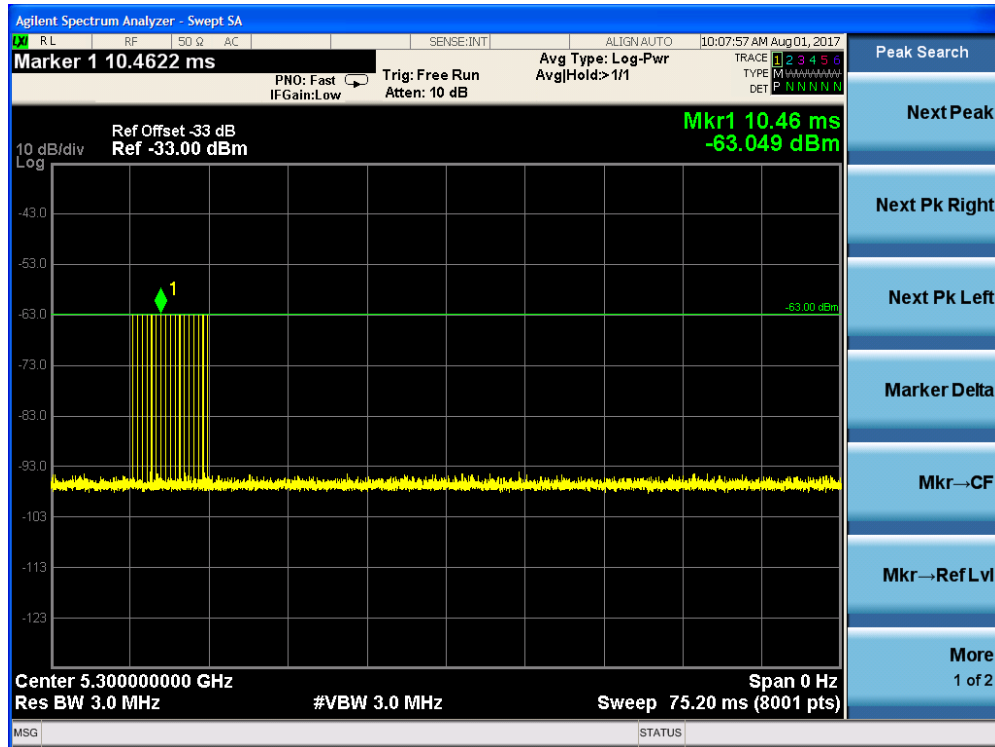 Agilent Spectrum Analyzer - Swept SA
LXI RL RF 50 Ω AC SENSE:INT ALIGN AUTO 10:07:57 AM Aug 01, 2017
Marker 1 10.4622 ms
PNO: Fast
IFGain:Low
Trig: Free Run
Atten: 10 dB
Avg Type: Log-Pwr
Avg|Hold:>1/1
TRACE 1 2 3 4 5 6
TYPE M
DET P N N N N N
Peak Search
Mkr1 10.46 ms
-63.049 dBm
Ref Offset -33 dB
10 dB/div Ref -33.00 dBm
Log
-43.0
-53.0
1
-63.0
-63.00 dBm
-73.0
-83.0
-93.0
-103
-113
-123
Center 5.300000000 GHz Span 0 Hz
Res BW 3.0 MHz #VBW 3.0 MHz Sweep 75.20 ms (8001 pts)
MSG STATUS
Next Peak
Next Pk Right
Next Pk Left
Marker Delta
Mkr→CF
Mkr→Ref Lvl
More
1 of 2